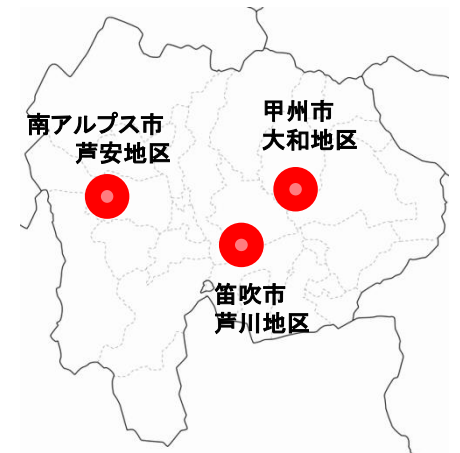 南アルプス市
芦安地区
甲州市
大和地区
笛吹市
芦川地区